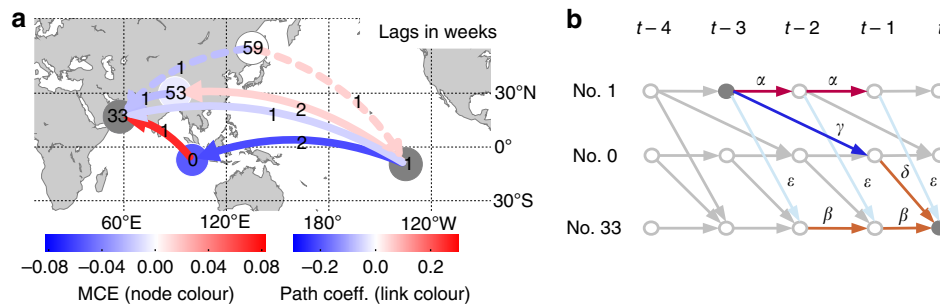 a
Lags in weeks
59
1
53
1
1
2
33
1
1
2
0
1
30°N
0°
30°S
60°E
120°E
180°
120°W
−0.08 −0.04 0.00 0.04 0.08
MCE (node colour)
−0.2 0.0 0.2
Path coeff. (link colour)
b
t – 4 t – 3 t – 2 t – 1
No. 1
α α
γ
No. 0
ε ε δ ε
β β
No. 33